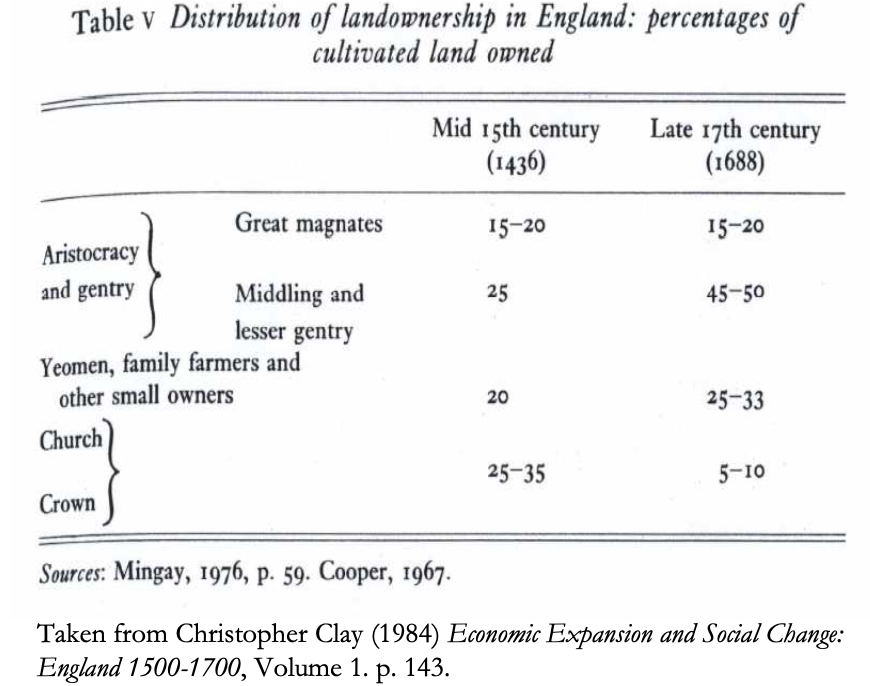 Table V Distribution of landownership in England: percentages of
cultivated land owned
Mid 15th century Late 17th century
(1436) (1688)
Great magnates 15–20 15–20
Aristocracy
and gentry Middling and 25 45–50
lesser gentry
Yeomen, family farmers and
other small owners 20 25–33
Church
25–35 5–10
Crown
Sources: Mingay, 1976, p. 59. Cooper, 1967.
Taken from Christopher Clay (1984) Economic Expansion and Social Change:
England 1500-1700, Volume 1. p. 143.